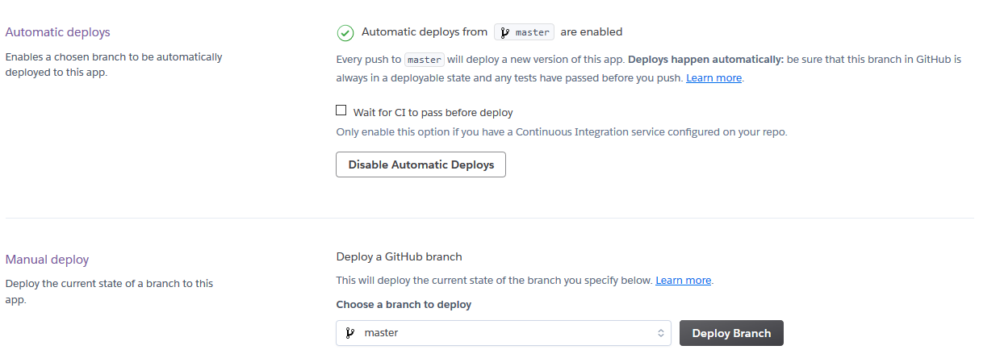 Automatic deploys
Enables a chosen branch to be automatically
deployed to this app.
Automatic deploys from master are enabled
Every push to master will deploy a new version of this app. Deploys happen automatically: be sure that this branch in GitHub is
always in a deployable state and any tests have passed before you push. Learn more.
Wait for CI to pass before deploy
Only enable this option if you have a Continuous Integration service configured on your repo.
Disable Automatic Deploys
Manual deploy
Deploy the current state of a branch to this
app.
Deploy a GitHub branch
This will deploy the current state of the branch you specify below. Learn more.
Choose a branch to deploy
master
Deploy Branch